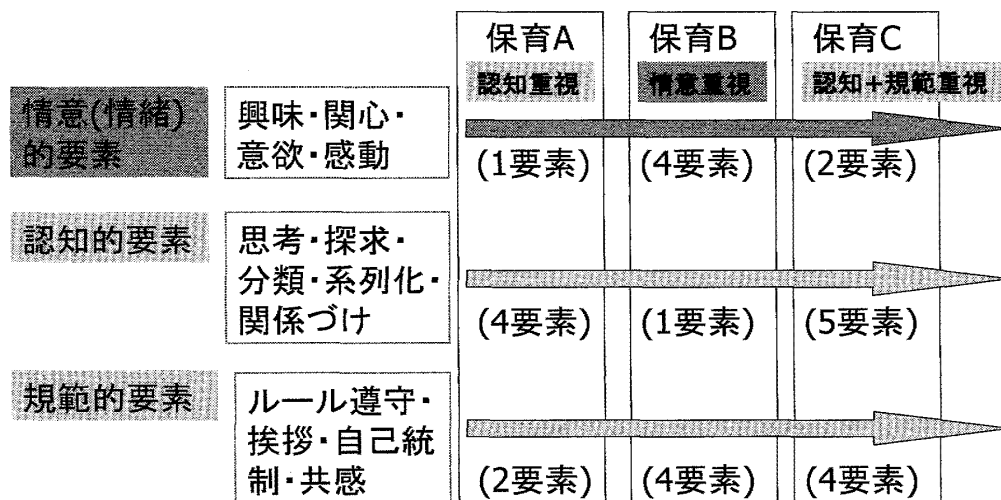 保育A
保育B
保育C
認知重視
情意重視
認知+規範重視
情意(情緒)
的要素
興味・関心・
意欲・感動
(1要素)
(4要素)
(2要素)
認知的要素
思考・探求・
分類・系列化・
関係づけ
(4要素)
(1要素)
(5要素)
規範的要素
ルール遵守・
挨拶・自己統
制・共感
(2要素)
(4要素)
(4要素)